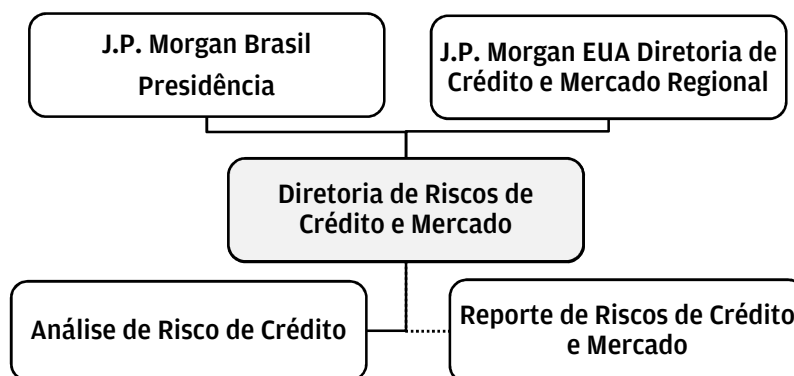 J.P. Morgan Brasil
Presidência
J.P. Morgan EUA Diretoria de
Crédito e Mercado Regional
Diretoria de Riscos de
Crédito e Mercado
Análise de Risco de Crédito
Reporte de Riscos de Crédito
e Mercado